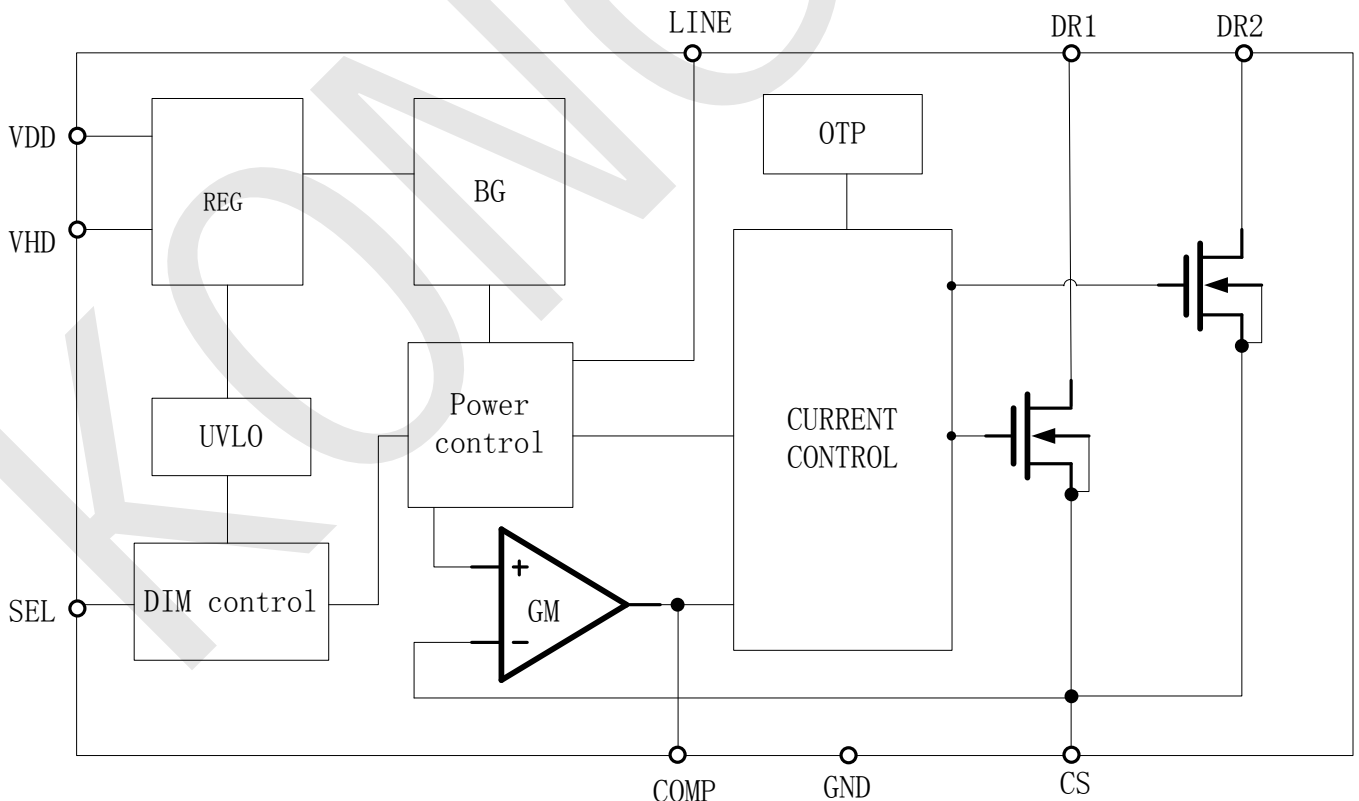 LINE
DR1
DR2
VDD
VHD
REG
BG
OTP
UVLO
Power
control
CURRENT
CONTROL
SEL
DIM control
+
GM
-
COMP
GND
CS
KONG